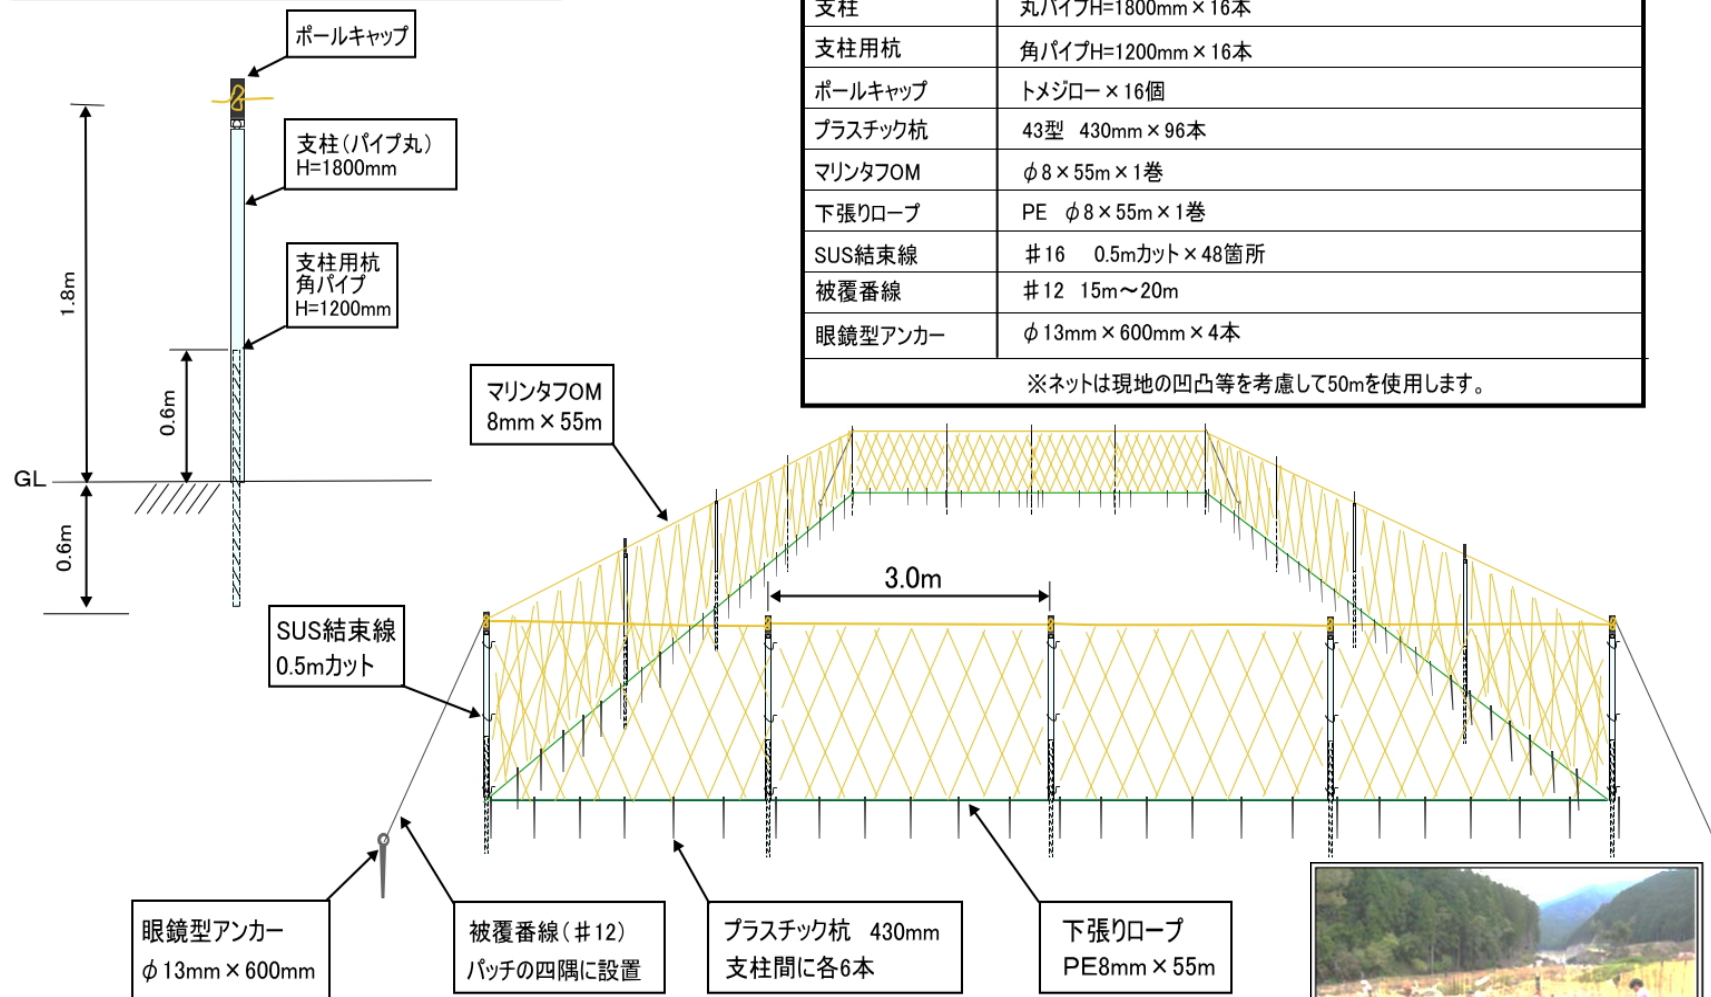 ポールキャップ
支柱(パイプ丸)
H=1800mm
支柱用杭
角パイプ
H=1200mm
1.8m
0.6m
GL
0.6m
支柱 丸パイプH=1800mm×16本
支柱用杭 角パイプH=1200mm×16本
ポールキャップ トメジロー×16個
プラスチック杭 43型 430mm×96本
マリンタフOM φ8×55m×1巻
下張りロープ PE φ8×55m×1巻
SUS結束線 #16 0.5mカット×48箇所
被覆番線 #12 15m~20m
眼鏡型アンカー φ13mm×600mm×4本
※ネットは現地の凹凸等を考慮して50mを使用します。
マリンタフOM
8mm×55m
3.0m
SUS結束線
0.5mカット
眼鏡型アンカー
φ13mm×600mm
被覆番線(#12)
パッチの四隅に設置
プラスチック杭 430mm
支柱間に各6本
下張りロープ
PE8mm×55m